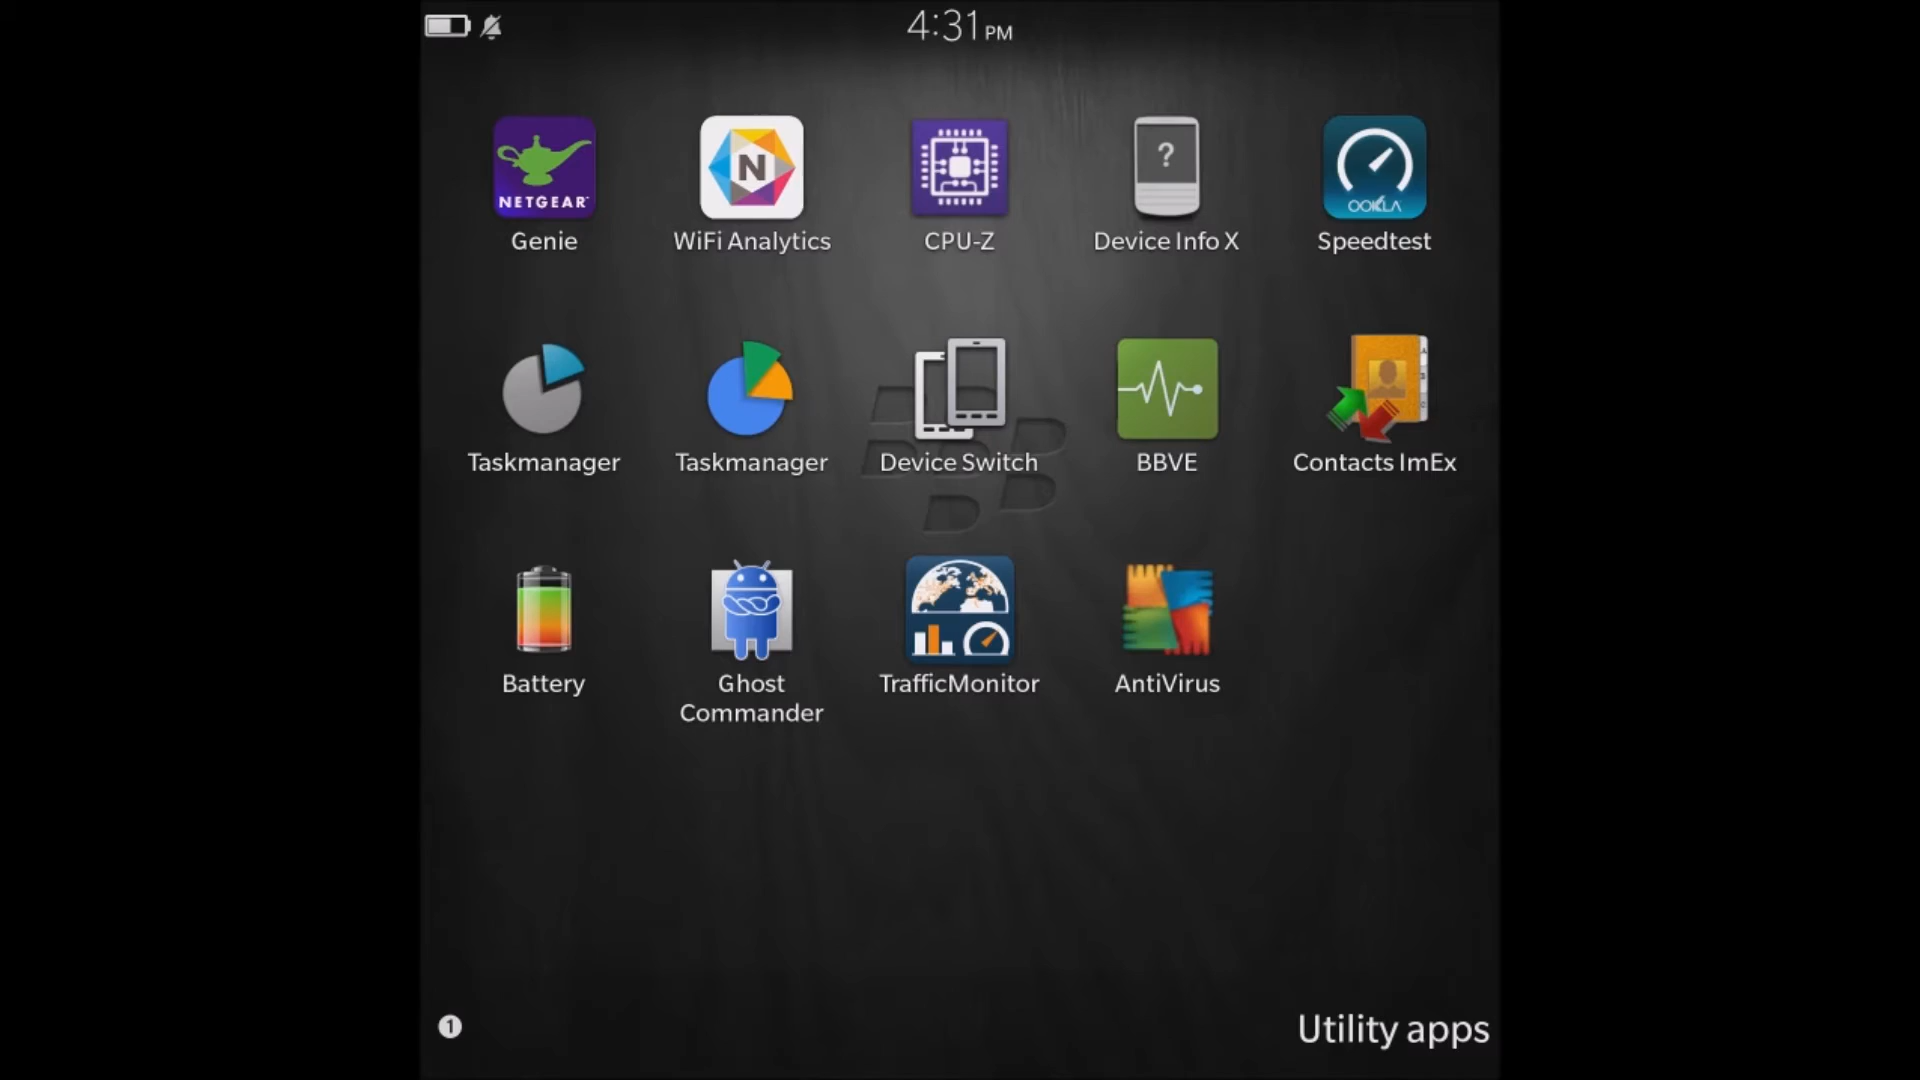 4:31 PM
NETGEAR
N
?
OOKLA
Genie
WiFi Analytics
CPU-Z
Device Info X
Speedtest
Taskmanager
Taskmanager
Device Switch
BBVE
Contacts ImEx
Battery
Ghost
Commander
TrafficMonitor
AntiVirus
1
Utility apps